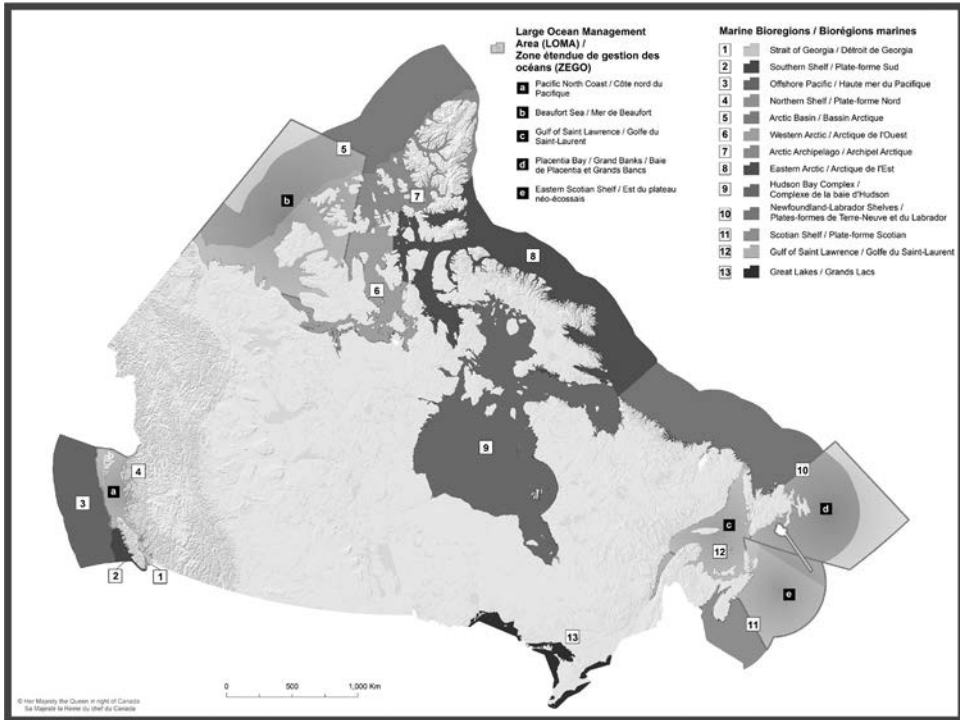 Large Ocean Management
Area (LOMA) /
Zone étendue de gestion des
océans (ZEGO)
a Pacific North Coast / Côte nord du
Pacifique
b Beaufort Sea / Mer de Beaufort
c Gulf of Saint Lawrence / Golfe du
Saint-Laurent
d Placentia Bay / Grand Banks / Baie
de Placentia et Grands Bancs
e Eastern Scotian Shelf / Est du plateau
néo-écossais
Marine Bioregions / Biorégions marines
1 Strait of Georgia / Détroit de Georgia
2 Southern Shelf / Plate-forme Sud
3 Offshore Pacific / Haute mer du Pacifique
4 Northern Shelf / Plate-forme Nord
5 Arctic Basin / Bassin Arctique
6 Western Arctic / Arctique de l'Ouest
7 Arctic Archipelago / Archipel Arctique
8 Eastern Arctic / Arctique de l'Est
9 Hudson Bay Complex /
Complexe de la baie d'Hudson
10 Newfoundland-Labrador Shelves /
Plates-formes de Terre-Neuve et du Labrador
11 Scotian Shelf / Plate-forme Scotian
12 Gulf of Saint Lawrence / Golfe du Saint-Laurent
13 Great Lakes / Grands Lacs
5
b
7
8
6
9
4
a
3
2
1
10
d
c
12
e
11
13
0 500 1,000 Km
© Her Majesty the Queen in right of Canada
Sa Majesté la Reine du chef du Canada